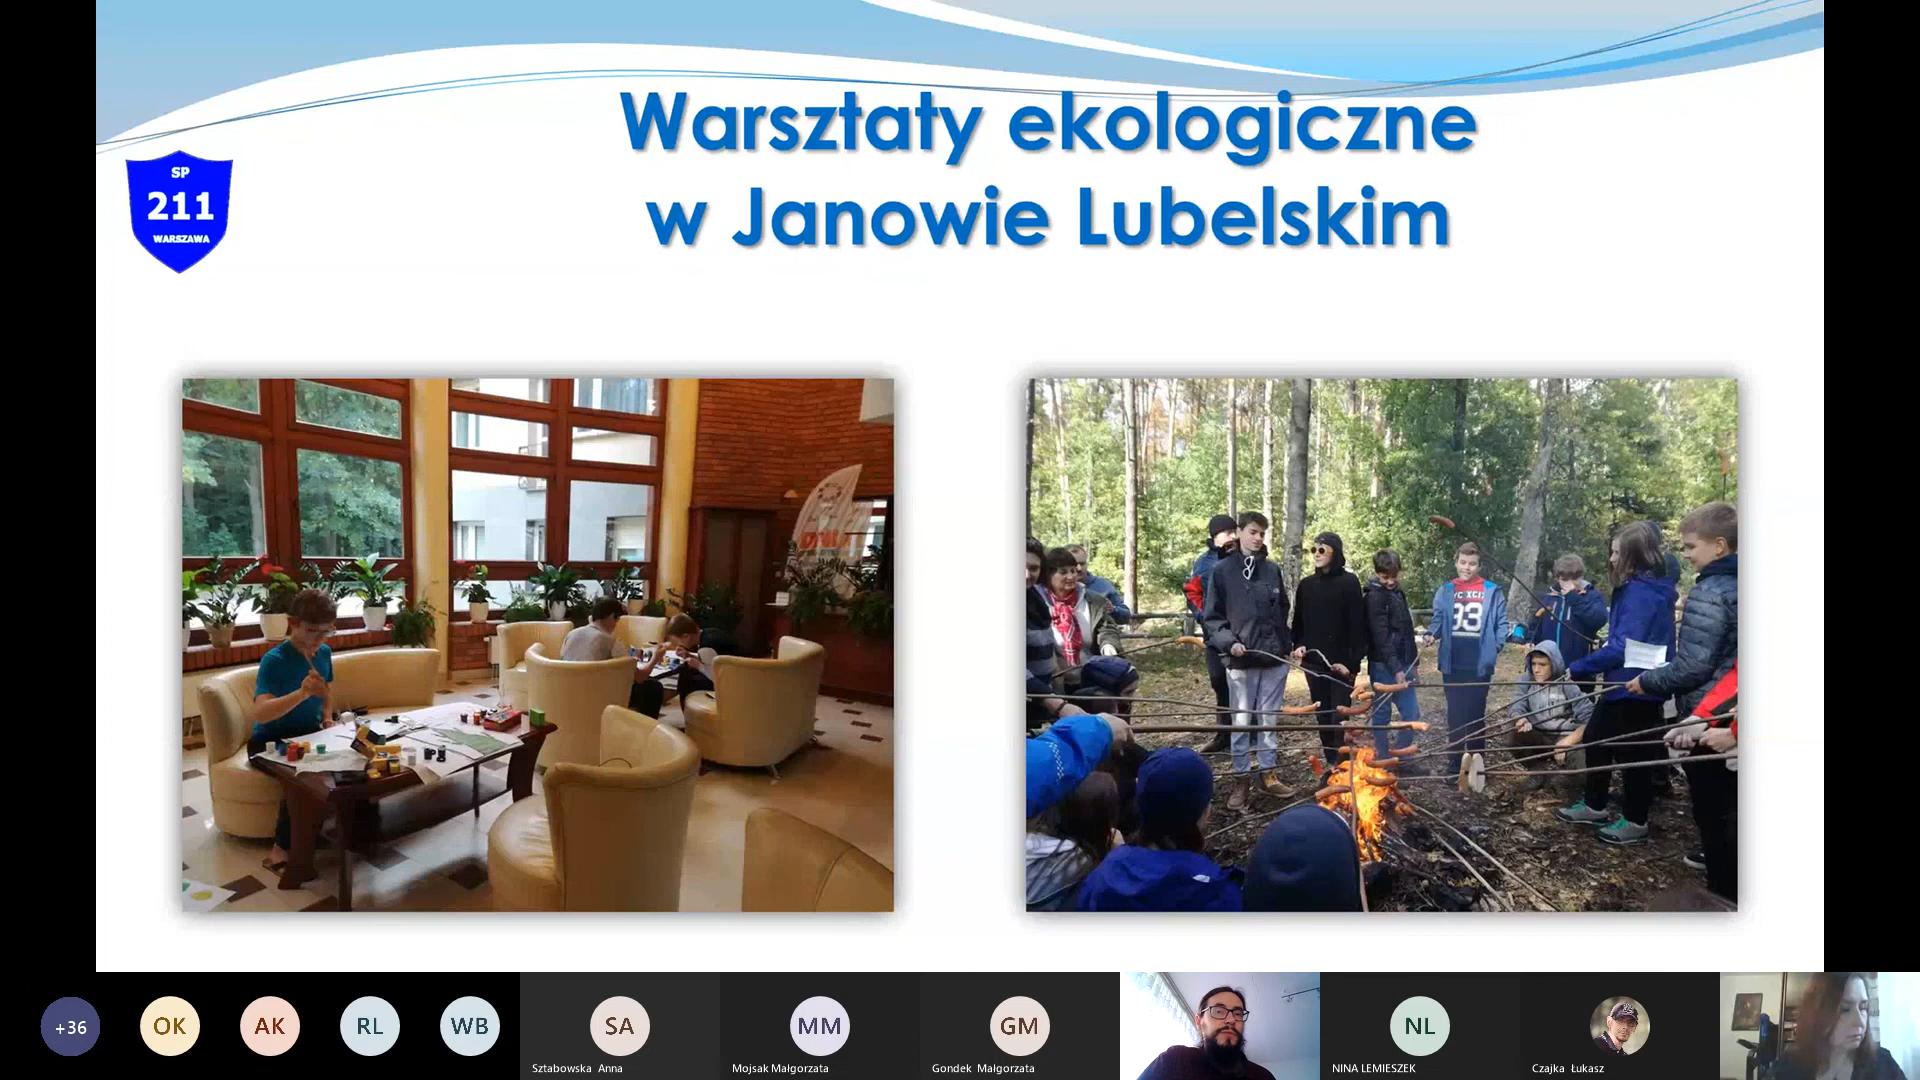 Warsztaty ekologiczne
w Janowie Lubelskim
SP
211
WARSZAWA
93
+36
OK
AK
RL
WB
SA
MM
GM
NL
Sztabowska Anna
Mojsak Małgorzata
Gondek Małgorzata
NINA LEMIESZEK
Czajka Łukasz